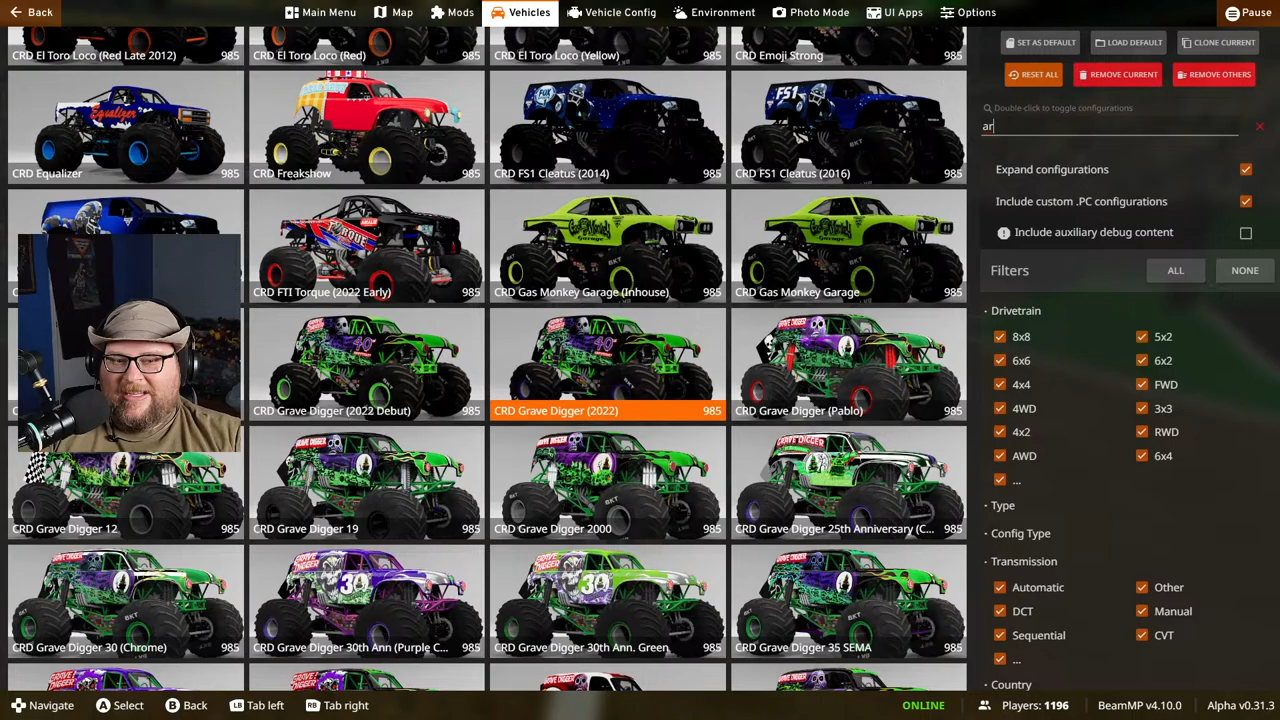 Back
Main Menu
Map
Mods
Vehicles
Vehicle Config
Environment
Photo Mode
UI Apps
Options
Pause
CRD El Toro Loco (Red Late 2012) 985
CRD El Toro Loco (Red) 985
CRD El Toro Loco (Yellow) 985
CRD Emoji Strong 985
SET AS DEFAULT
LOAD DEFAULT
CLONE CURRENT
RESET ALL
REMOVE CURRENT
REMOVE OTHERS
Double-click to toggle configurations
ar
Expand configurations
Include custom .PC configurations
Include auxiliary debug content
Filters
ALL
NONE
Drivetrain
8x8
5x2
6x6
6x2
4x4
FWD
4WD
3x3
4x2
RWD
AWD
6x4
...
Type
Config Type
Transmission
Automatic
Other
DCT
Manual
Sequential
CVT
...
Country
CRD Equalizer 985
CRD Freakshow 985
CRD FS1 Cleatus (2014) 985
CRD FS1 Cleatus (2016) 985
CRD FTI Torque (2022 Early) 985
CRD Gas Monkey Garage (Inhouse) 985
CRD Gas Monkey Garage 985
CRD Grave Digger (2022 Debut) 985
CRD Grave Digger (2022) 985
CRD Grave Digger (Pablo) 985
CRD Grave Digger 12 985
CRD Grave Digger 19 985
CRD Grave Digger 2000 985
CRD Grave Digger 25th Anniversary (C... 985
CRD Grave Digger 30 (Chrome) 985
CRD Grave Digger 30th Ann (Purple C... 985
CRD Grave Digger 30th Ann. Green 985
CRD Grave Digger 35 SEMA 985
Navigate
A Select
B Back
LB Tab left
RB Tab right
ONLINE
Players: 1196
BeamMP v4.10.0
Alpha v0.31.3